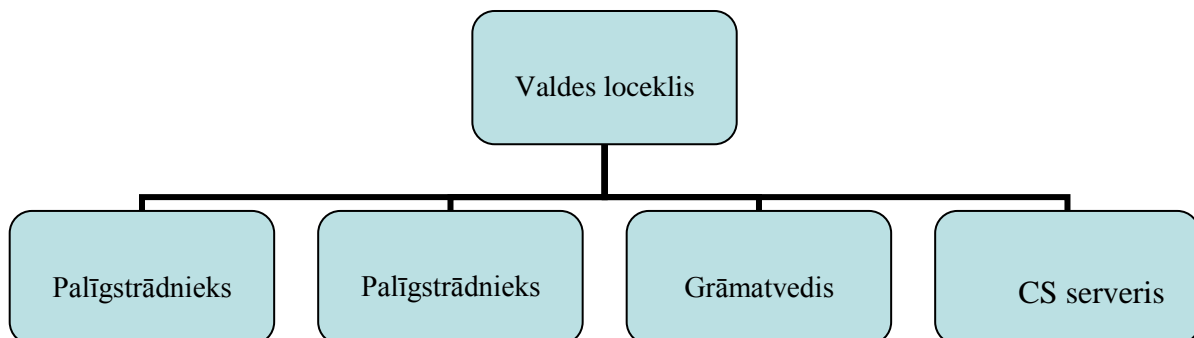 Valdes loceklis
Palīgstrādnieks
Palīgstrādnieks
Grāmatvedis
CS serveris